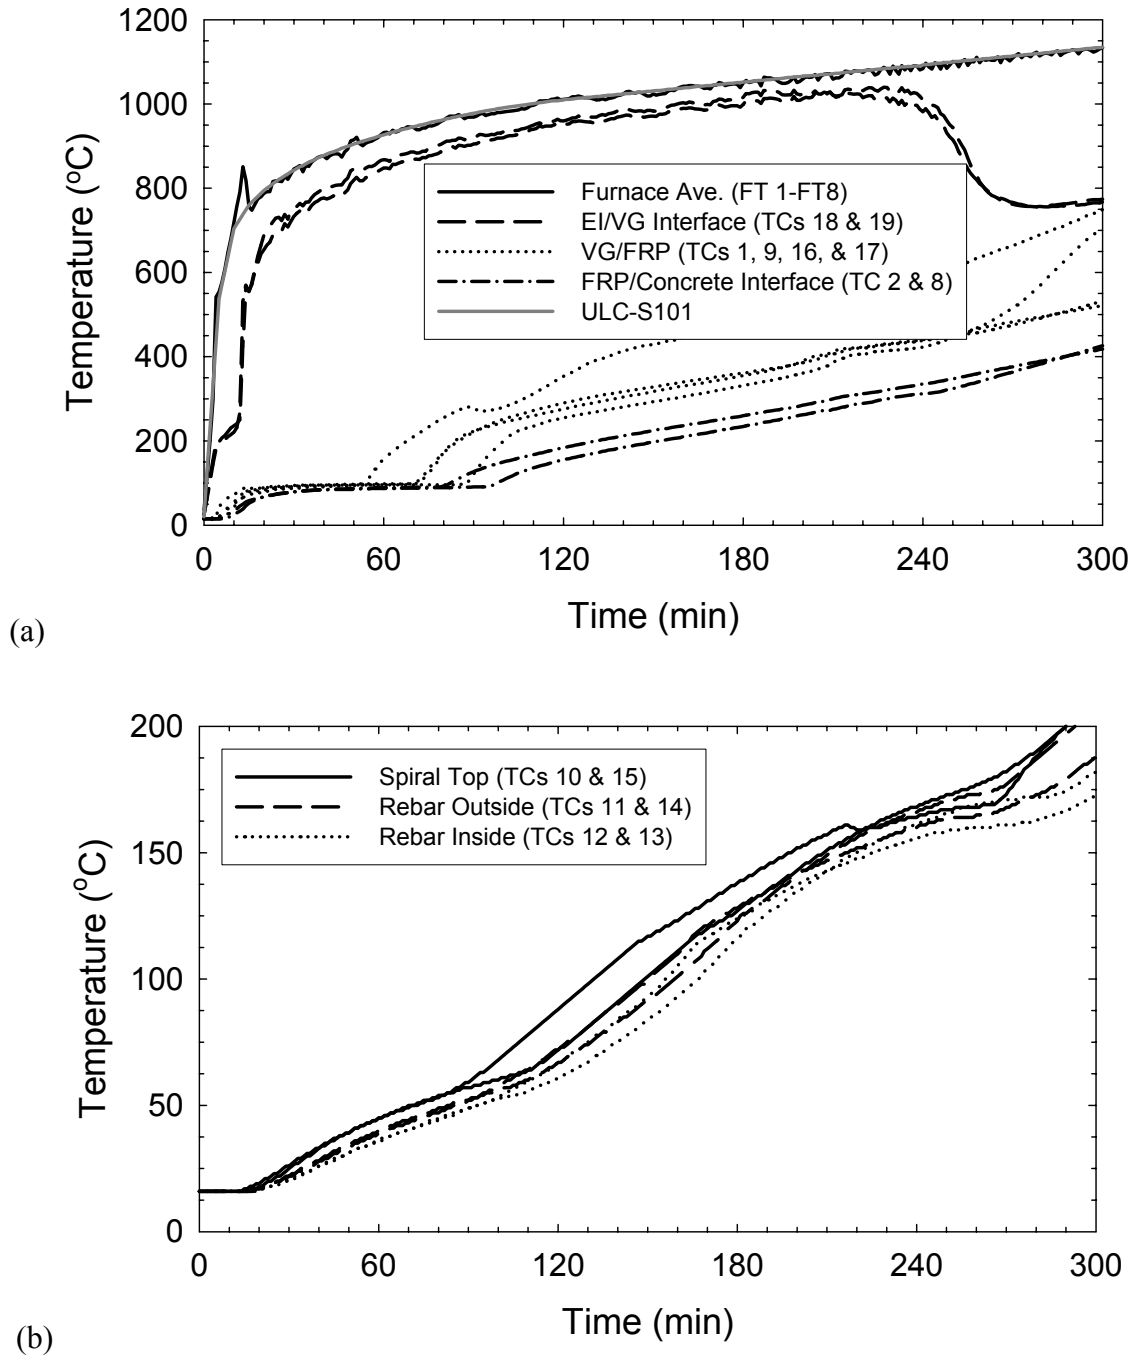 1200
1000
800
600
400
200
0
Temperature (ºC)
Furnace Ave. (FT 1-FT8)
EI/VG Interface (TCs 18 & 19)
VG/FRP (TCs 1, 9, 16, & 17)
FRP/Concrete Interface (TC 2 & 8)
ULC-S101
0 60 120 180 240 300
Time (min)
(a)
200
150
100
50
0
Temperature (°C)
Spiral Top (TCs 10 & 15)
Rebar Outside (TCs 11 & 14)
Rebar Inside (TCs 12 & 13)
0 60 120 180 240 300
Time (min)
(b)